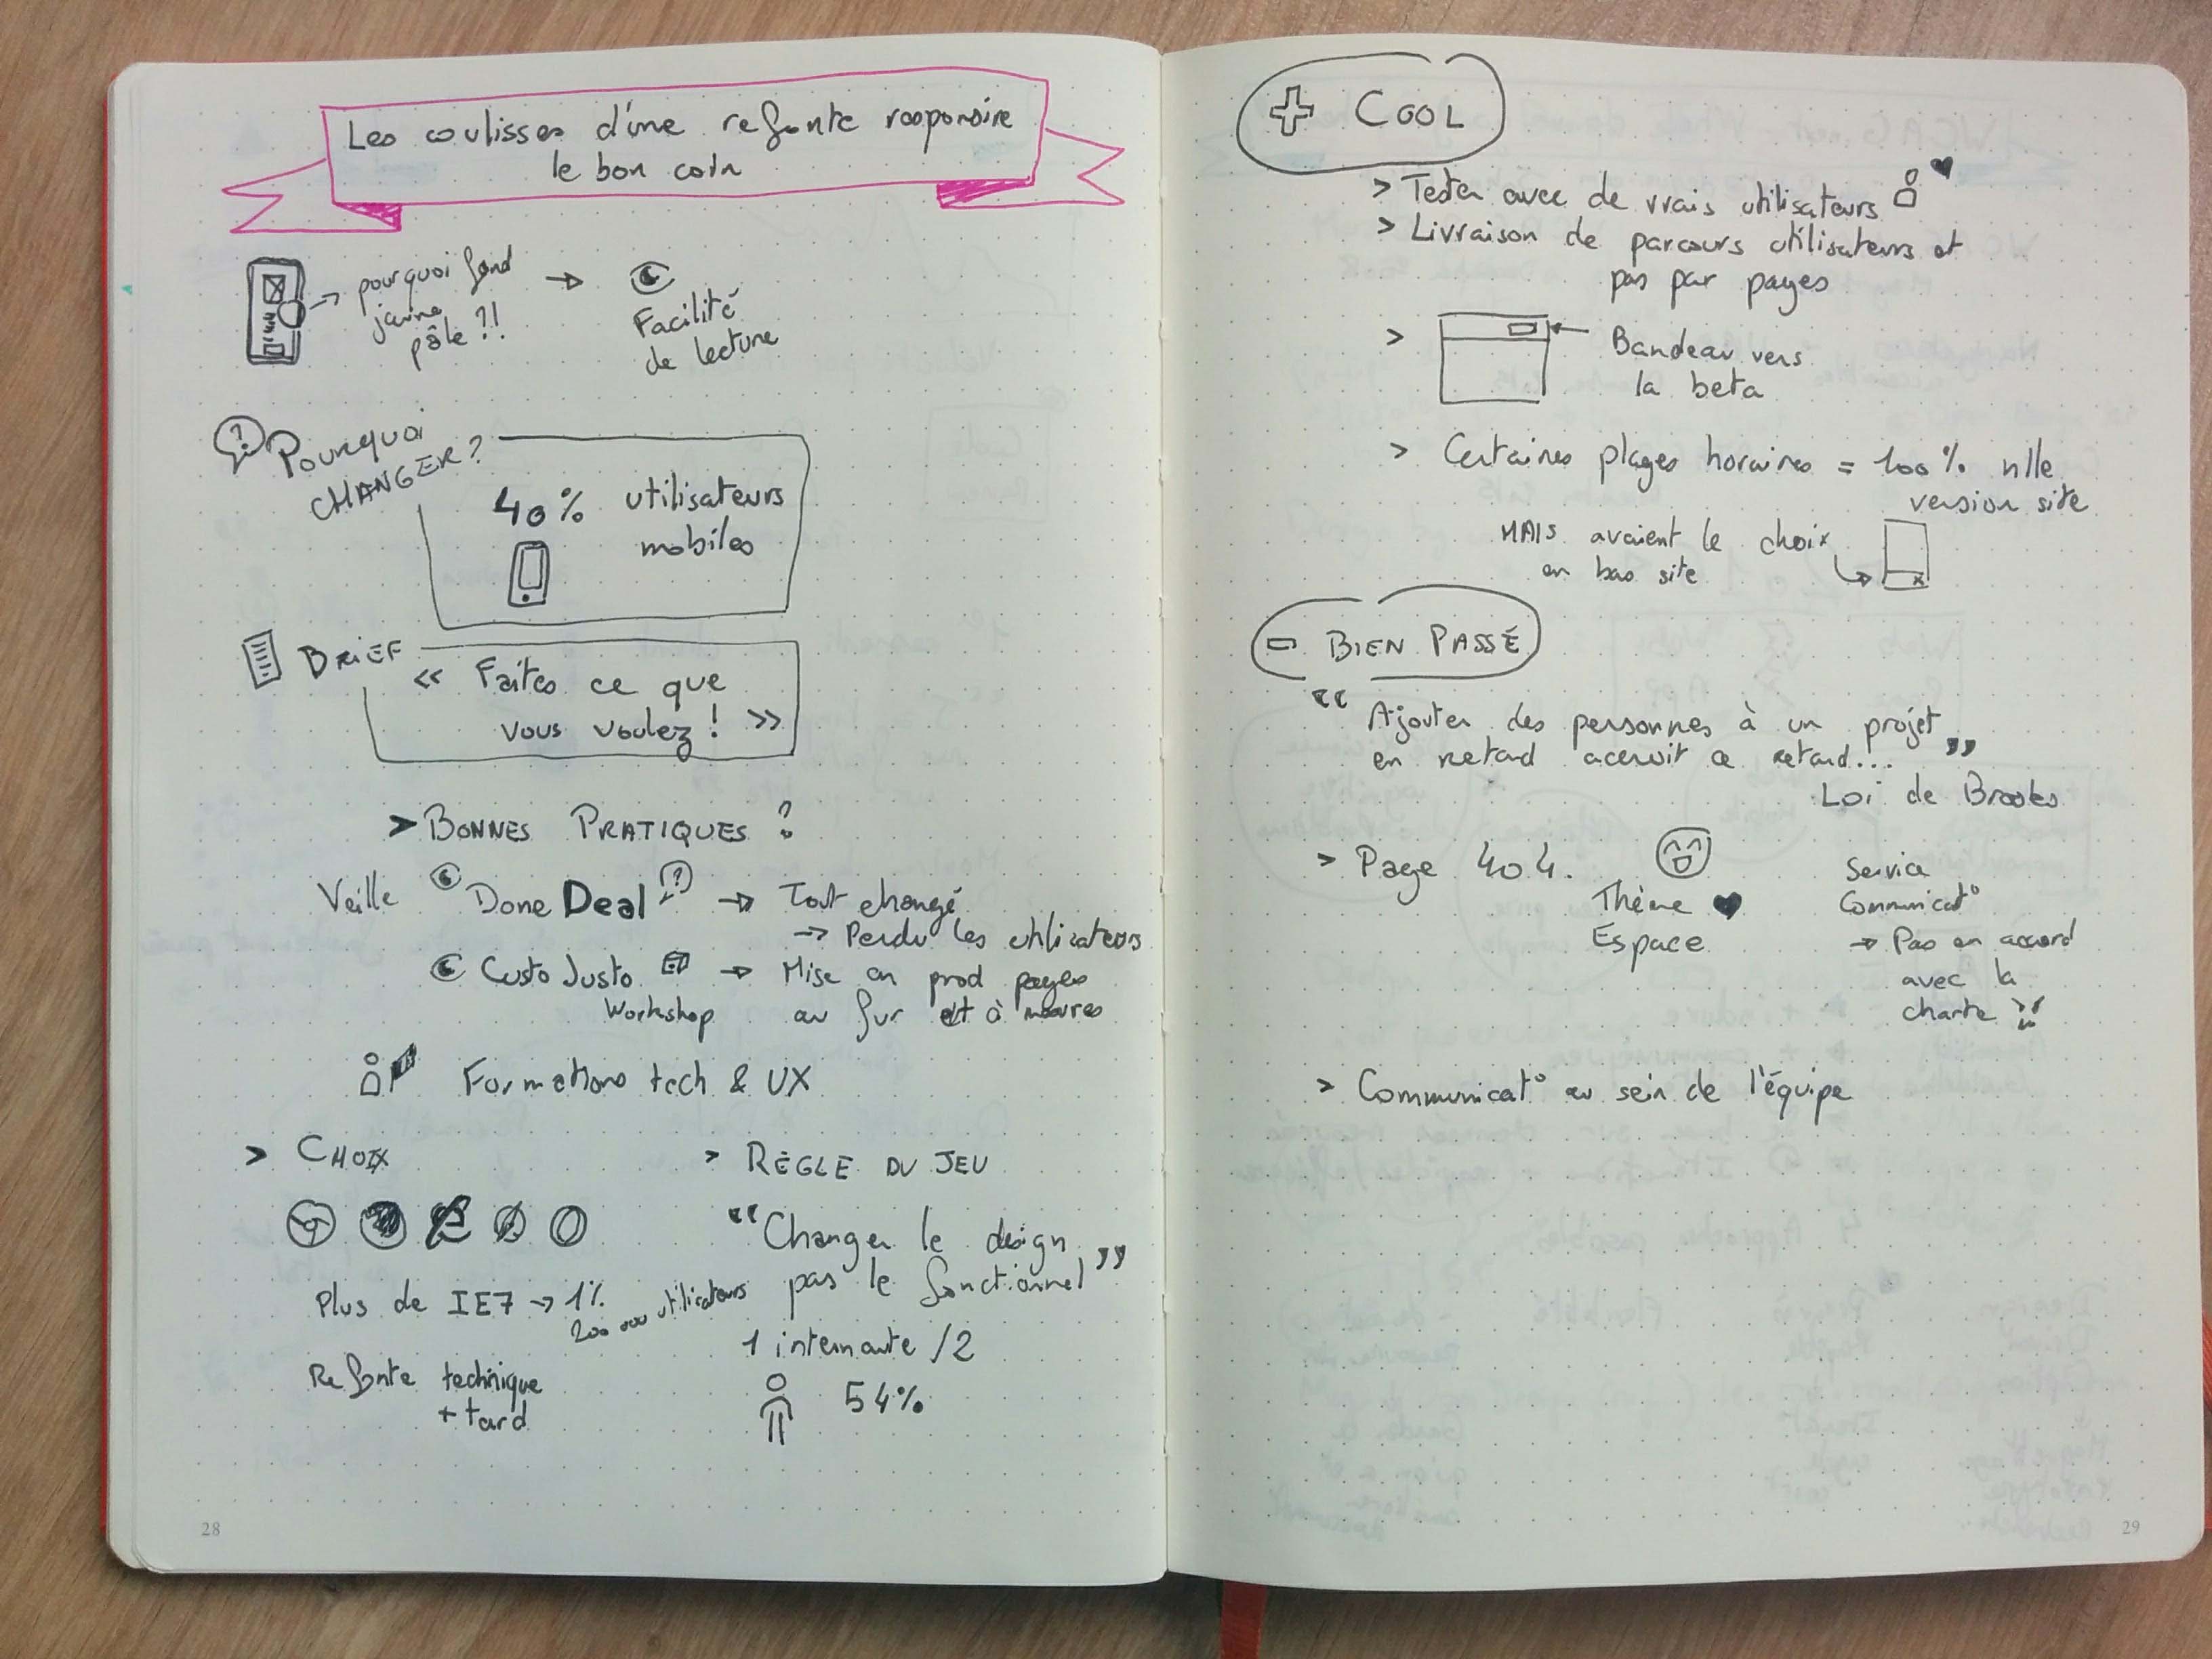 Les coulisses d'une refonte responsive
le bon coin
pourquoi fond
jaune
pâle ?!
→
Facilité
de lecture
? Pourquoi
CHANGER ?
40% utilisateurs
mobiles
BRIEF
« Faites ce que
vous voulez ! »
> BONNES PRATIQUES ?
Veille Done Deal ? → Tout changé
→ Perdu les utilisateurs
Custo Justo → Mise en prod pages
Workshop au fur et à mesures
Formations tech & UX
> CHOIX
Plus de IE7 → 1%
200 000 utilisateurs
Refonte technique
+ tard
> REGLE DU JEU
“ Changer le design
pas le fonctionnel ”
1 internaute /2
54%
28
+ COOL
> Tester avec de vrais utilisateurs
> Livraison de parcours utilisateurs et
pas par pages
> Bandeau vers
la beta
> Certaines plages horaires = 100% nlle
version site
MAIS avaient le choix
en bas site
- BIEN PASSÉ
“ Ajouter des personnes à un projet
en retard accroit ce retard... ”
Loi de Brooks
> Page 404.
Thème ♥
Espace
Service
Communicat°
→ Pas en accord
avec la
charte !!
> Communicat° au sein de l'équipe
29